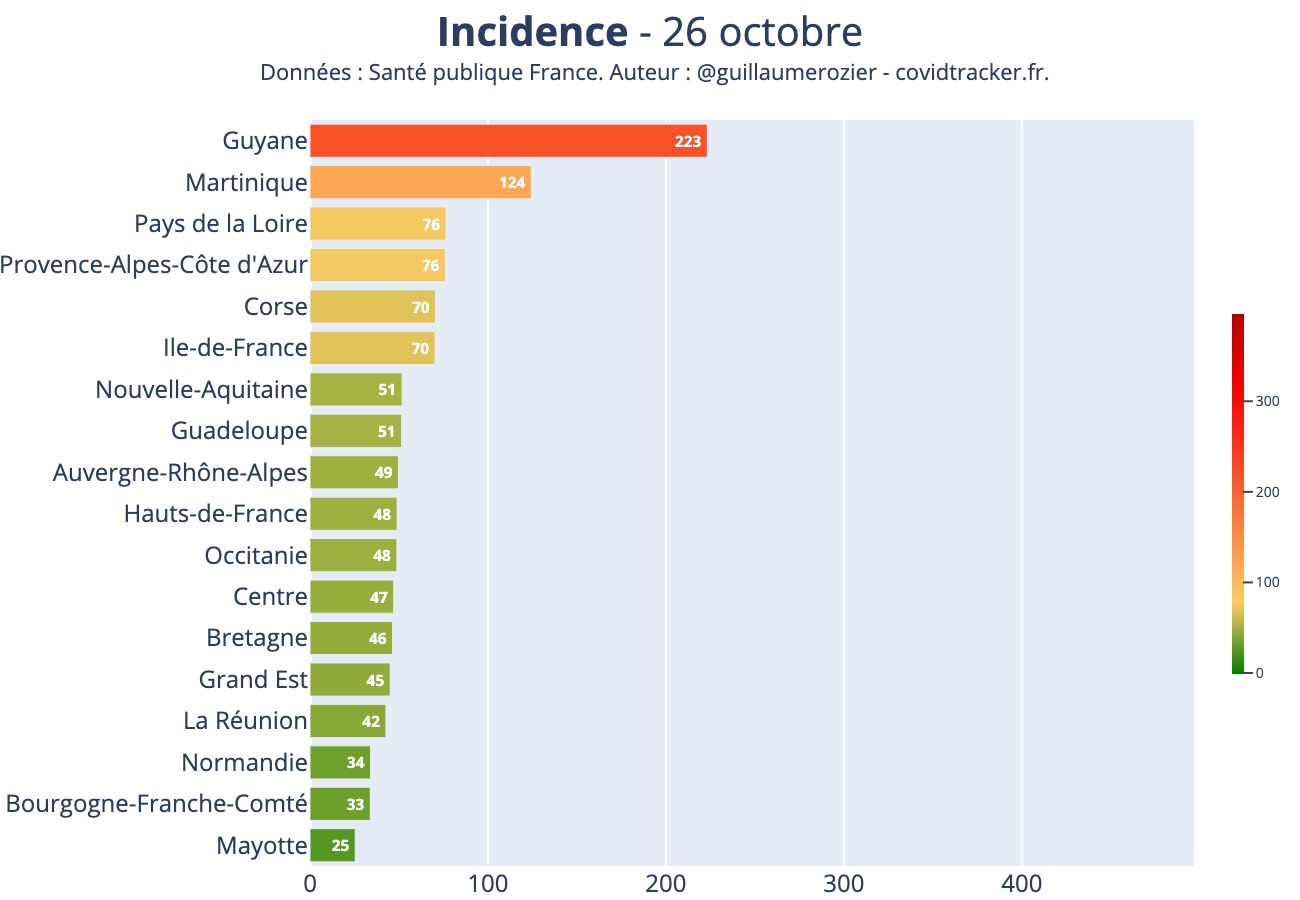 Incidence - 26 octobre
Données : Santé publique France. Auteur : @guillaumerozier - covidtracker.fr.
Guyane 223
Martinique 124
Pays de la Loire 76
Provence-Alpes-Côte d'Azur 76
Corse 70
Ile-de-France 70
Nouvelle-Aquitaine 51
Guadeloupe 51
Auvergne-Rhône-Alpes 49
Hauts-de-France 48
Occitanie 48
Centre 47
Bretagne 46
Grand Est 45
La Réunion 42
Normandie 34
Bourgogne-Franche-Comté 33
Mayotte 25
0 100 200 300 400
300
200
100
0